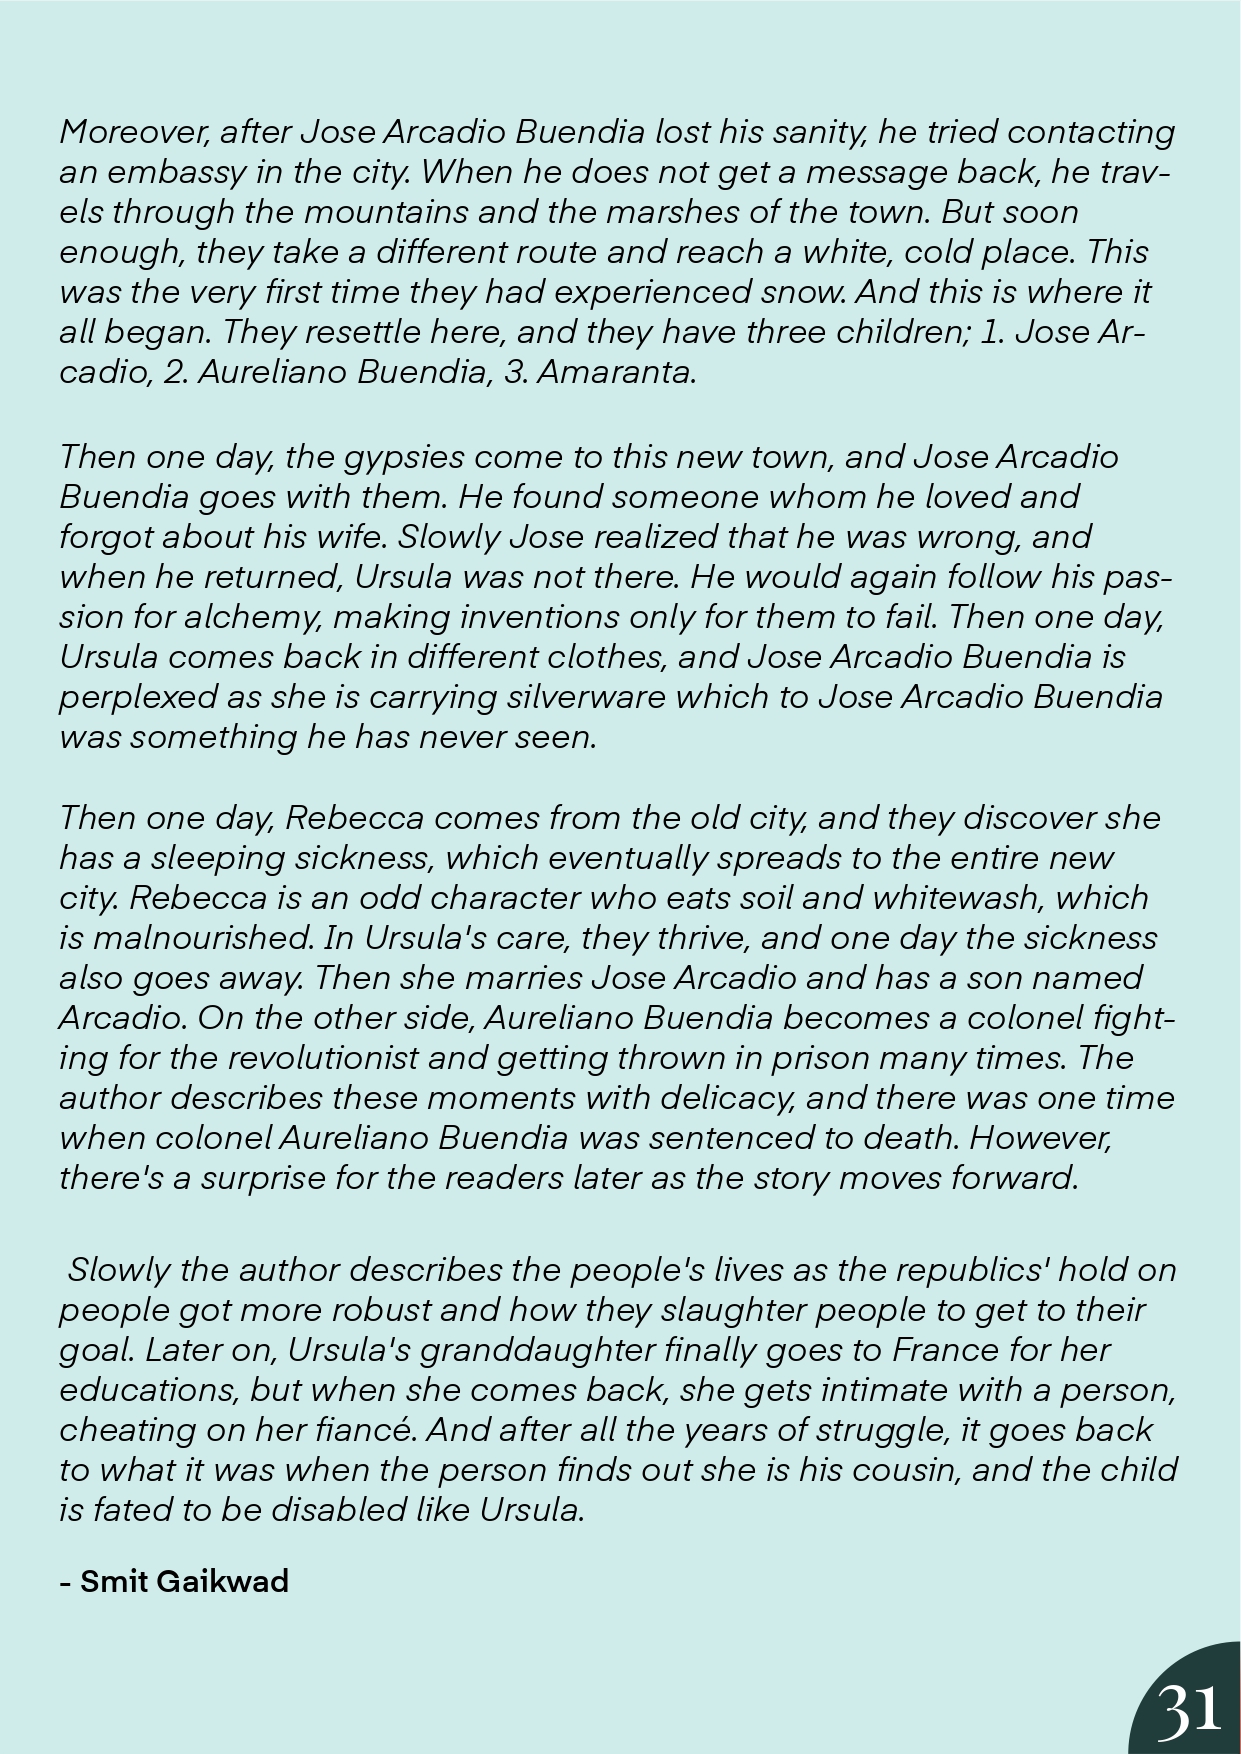 Moreover, after Jose Arcadio Buendia lost his sanity, he tried contacting
an embassy in the city. When he does not get a message back, he trav-
els through the mountains and the marshes of the town. But soon
enough, they take a different route and reach a white, cold place. This
was the very first time they had experienced snow. And this is where it
all began. They resettle here, and they have three children; 1. Jose Ar-
cadio, 2. Aureliano Buendia, 3. Amaranta.
Then one day, the gypsies come to this new town, and Jose Arcadio
Buendia goes with them. He found someone whom he loved and
forgot about his wife. Slowly Jose realized that he was wrong, and
when he returned, Ursula was not there. He would again follow his pas-
sion for alchemy, making inventions only for them to fail. Then one day,
Ursula comes back in different clothes, and Jose Arcadio Buendia is
perplexed as she is carrying silverware which to Jose Arcadio Buendia
was something he has never seen.
Then one day, Rebecca comes from the old city, and they discover she
has a sleeping sickness, which eventually spreads to the entire new
city. Rebecca is an odd character who eats soil and whitewash, which
is malnourished. In Ursula's care, they thrive, and one day the sickness
also goes away. Then she marries Jose Arcadio and has a son named
Arcadio. On the other side, Aureliano Buendia becomes a colonel fight-
ing for the revolutionist and getting thrown in prison many times. The
author describes these moments with delicacy, and there was one time
when colonel Aureliano Buendia was sentenced to death. However,
there's a surprise for the readers later as the story moves forward.
Slowly the author describes the people's lives as the republics' hold on
people got more robust and how they slaughter people to get to their
goal. Later on, Ursula's granddaughter finally goes to France for her
educations, but when she comes back, she gets intimate with a person,
cheating on her fiancé. And after all the years of struggle, it goes back
to what it was when the person finds out she is his cousin, and the child
is fated to be disabled like Ursula.
- Smit Gaikwad
31